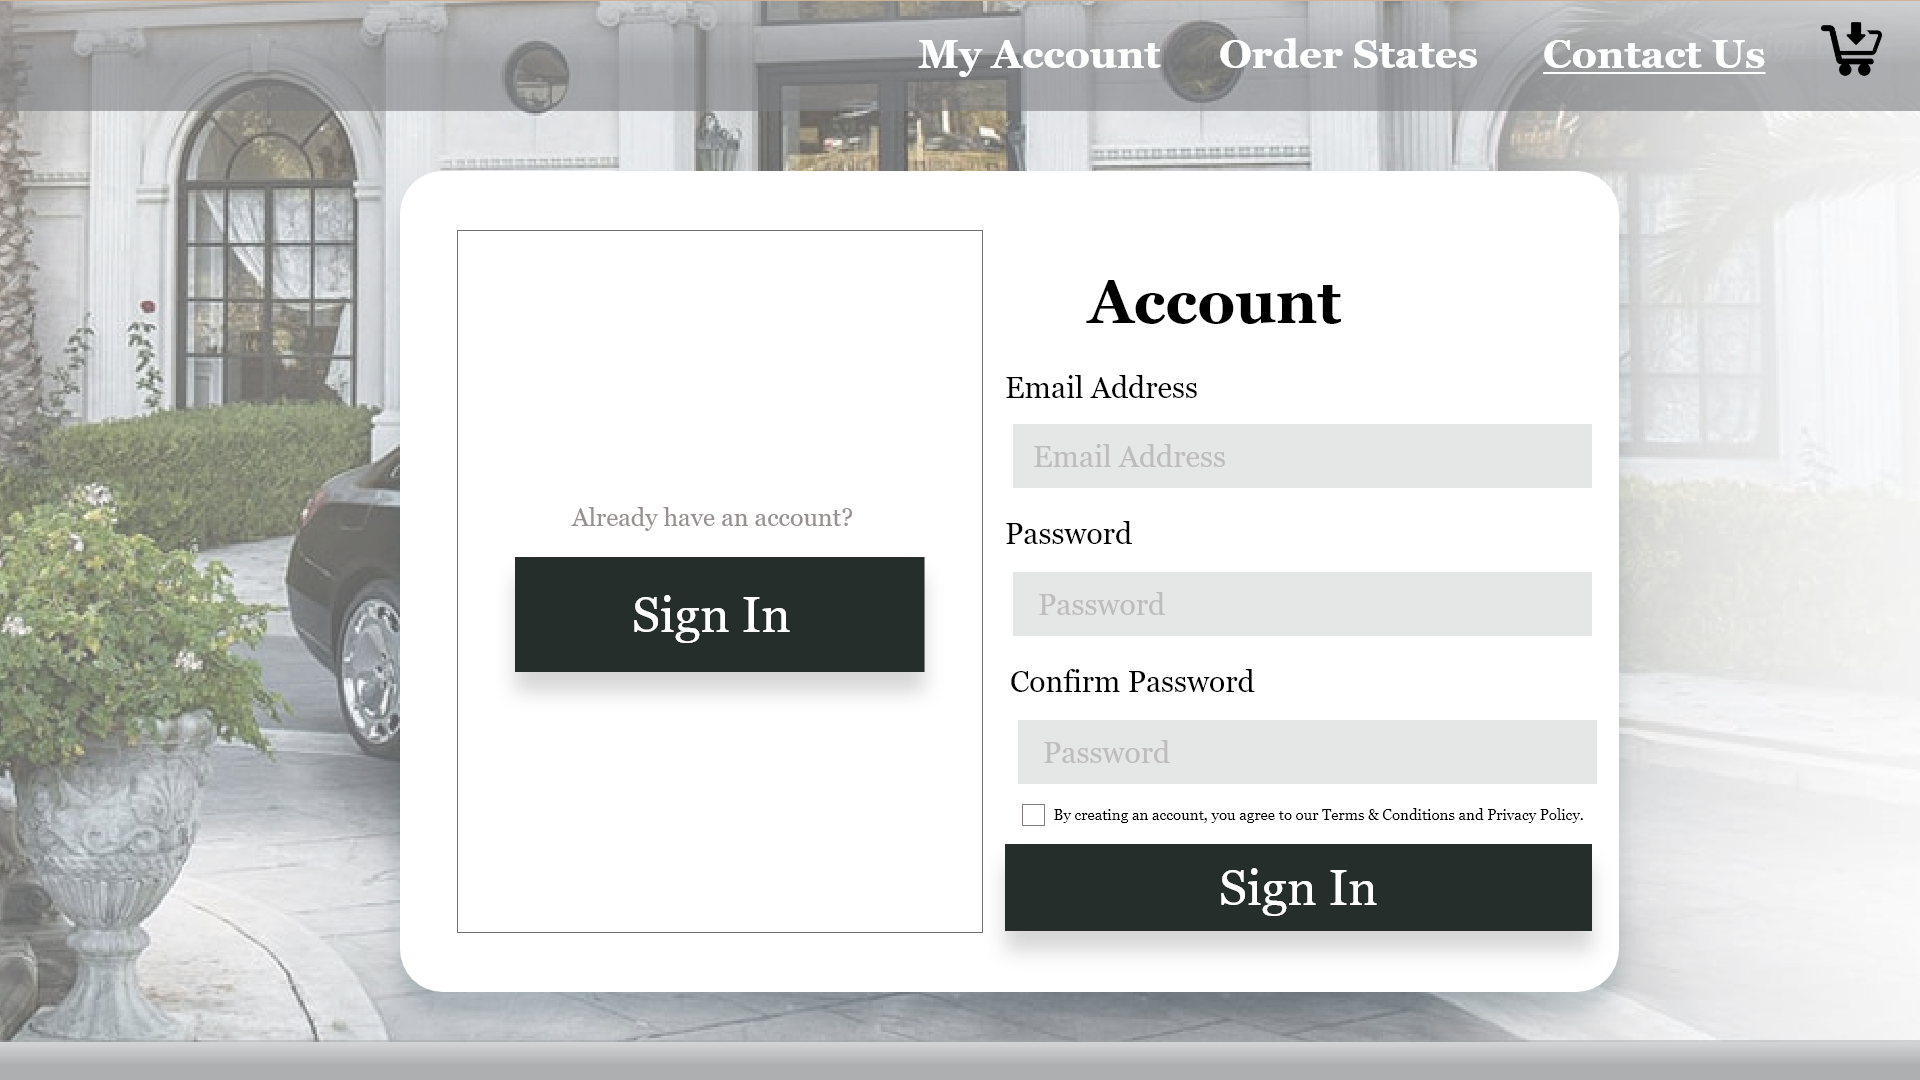 My Account Order States Contact Us
Already have an account?
Sign In
Account
Email Address
Email Address
Password
Password
Confirm Password
Password
By creating an account, you agree to our Terms & Conditions and Privacy Policy.
Sign In